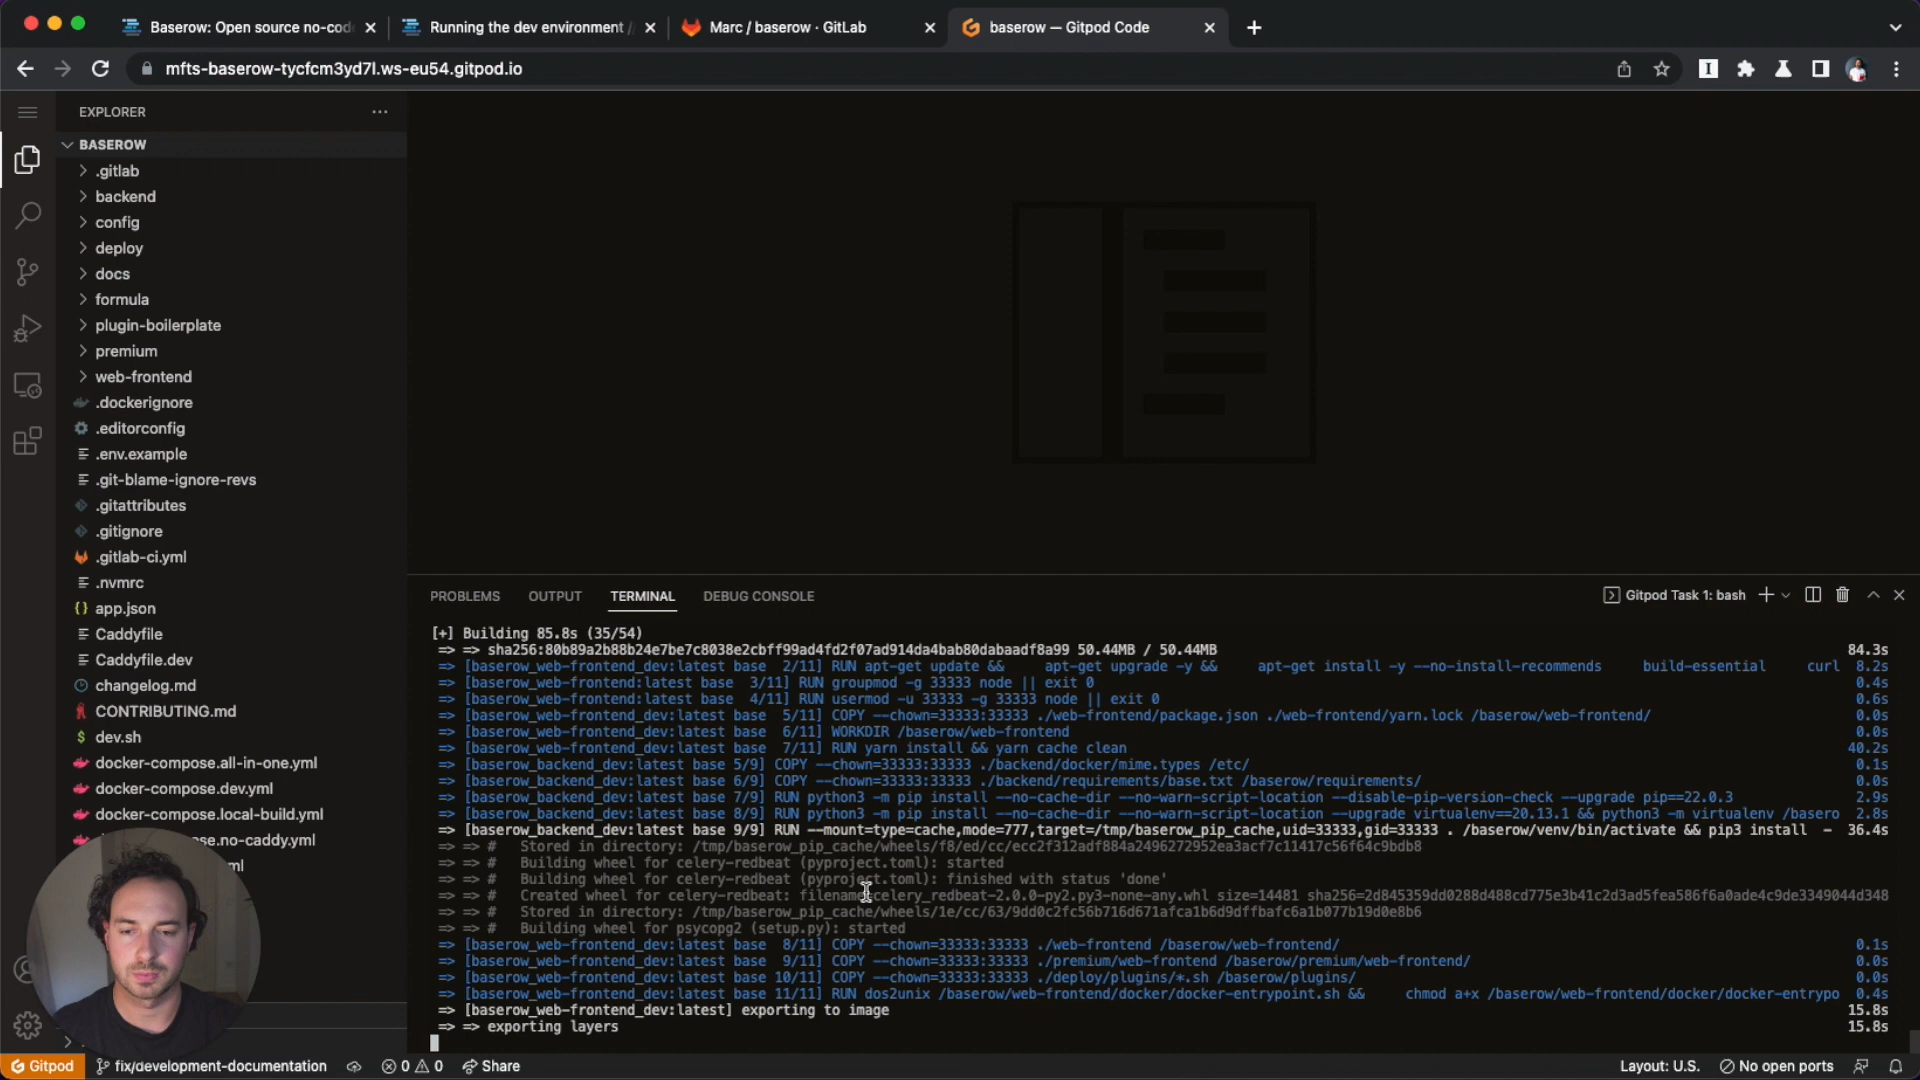 Baserow: Open source no-cod
Running the dev environment /
Marc / baserow · GitLab
baserow — Gitpod Code
mfts-baserow-tycfcm3yd7l.ws-eu54.gitpod.io
EXPLORER
BASEROW
.gitlab
backend
config
deploy
docs
formula
plugin-boilerplate
premium
web-frontend
.dockerignore
.editorconfig
.env.example
.git-blame-ignore-revs
.gitattributes
.gitignore
.gitlab-ci.yml
.nvmrc
app.json
Caddyfile
Caddyfile.dev
changelog.md
CONTRIBUTING.md
dev.sh
docker-compose.all-in-one.yml
docker-compose.dev.yml
docker-compose.local-build.yml
.no-caddy.yml
ml
PROBLEMS OUTPUT TERMINAL DEBUG CONSOLE
Gitpod Task 1: bash
[+] Building 85.8s (35/54)
=> => sha256:80b89a2b88b24e7be7c8038e2cbff99ad4fd2f07ad914da4bab80dabaadf8a99 50.44MB / 50.44MB 84.3s
=> [baserow_web-frontend_dev:latest base  2/11] RUN apt-get update &&     apt-get upgrade -y &&     apt-get install -y --no-install-recommends     build-essential     curl 8.2s
=> [baserow_web-frontend:latest base  3/11] RUN groupmod -g 33333 node || exit 0 0.4s
=> [baserow_web-frontend:latest base  4/11] RUN usermod -u 33333 -g 33333 node || exit 0 0.6s
=> [baserow_web-frontend_dev:latest base  5/11] COPY --chown=33333:33333 ./web-frontend/package.json ./web-frontend/yarn.lock /baserow/web-frontend/ 0.0s
=> [baserow_web-frontend_dev:latest base  6/11] WORKDIR /baserow/web-frontend 0.0s
=> [baserow_web-frontend_dev:latest base  7/11] RUN yarn install && yarn cache clean 40.2s
=> [baserow_backend_dev:latest base 5/9] COPY --chown=33333:33333 ./backend/docker/mime.types /etc/ 0.1s
=> [baserow_backend_dev:latest base 6/9] COPY --chown=33333:33333 ./backend/requirements/base.txt /baserow/requirements/ 0.0s
=> [baserow_backend_dev:latest base 7/9] RUN python3 -m pip install --no-cache-dir --no-warn-script-location --disable-pip-version-check --upgrade pip==22.0.3 2.9s
=> [baserow_backend_dev:latest base 8/9] RUN python3 -m pip install --no-cache-dir --no-warn-script-location --upgrade virtualenv==20.13.1 && python3 -m virtualenv /basero 2.8s
=> [baserow_backend_dev:latest base 9/9] RUN --mount=type=cache,mode=777,target=/tmp/baserow_pip_cache,uid=33333,gid=33333 . /baserow/venv/bin/activate && pip3 install  - 36.4s
=> => #   Stored in directory: /tmp/baserow_pip_cache/wheels/f8/ed/cc/ecc2f312adf884a2496272952ea3acf7c11417c56f64c9bdb8
=> => #   Building wheel for celery-redbeat (pyproject.toml): started
=> => #   Building wheel for celery-redbeat (pyproject.toml): finished with status 'done'
=> => #   Created wheel for celery-redbeat: filename=celery_redbeat-2.0.0-py2.py3-none-any.whl size=14481 sha256=2d845359dd0288d488cd775e3b41c2d3ad5fea586f6a0ade4c9de3349044d348
=> => #   Stored in directory: /tmp/baserow_pip_cache/wheels/1e/cc/63/9dd0c2fc56b716d671afca1b6d9dffbafc6a1b077b19d0e8b6
=> => #   Building wheel for psycopg2 (setup.py): started
=> [baserow_web-frontend_dev:latest base  8/11] COPY --chown=33333:33333 ./web-frontend /baserow/web-frontend/ 0.1s
=> [baserow_web-frontend_dev:latest base  9/11] COPY --chown=33333:33333 ./premium/web-frontend /baserow/premium/web-frontend/ 0.0s
=> [baserow_web-frontend_dev:latest base 10/11] COPY --chown=33333:33333 ./deploy/plugins/*.sh /baserow/plugins/ 0.0s
=> [baserow_web-frontend_dev:latest base 11/11] RUN dos2unix /baserow/web-frontend/docker/docker-entrypoint.sh &&     chmod a+x /baserow/web-frontend/docker/docker-entrypo 0.4s
=> [baserow_web-frontend_dev:latest] exporting to image 15.8s
=> => exporting layers 15.8s
Gitpod fix/development-documentation 0 0 Share Layout: U.S. No open ports